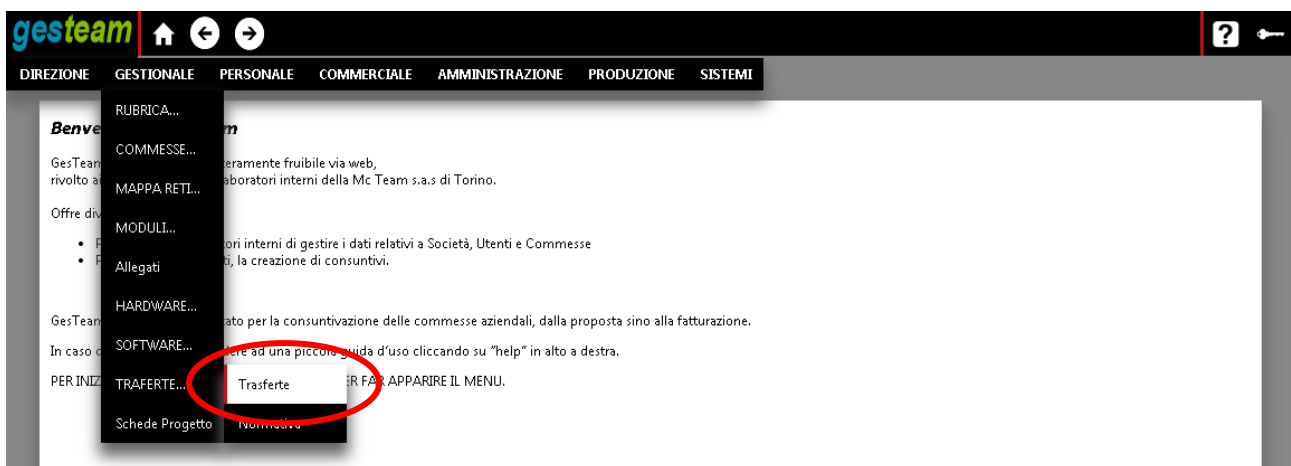 gesteam
?
DIREZIONE GESTIONALE PERSONALE COMMERCIALE AMMINISTRAZIONE PRODUZIONE SISTEMI
RUBRICA...
COMMESSE...
MAPPA RETI...
MODULI...
Allegati
HARDWARE...
SOFTWARE...
TRAFERTE...
Schede Progetto
Trasferte
Normativa
Benve m
GesTeam eramente fruibile via web,
rivolto ai aboratori interni della Mc Team s.a.s di Torino.
Offre div
• P tori interni di gestire i dati relativi a Società, Utenti e Commesse
• P ti, la creazione di consuntivi.
GesTeam tato per la consuntivazione delle commesse aziendali, dalla proposta sino alla fatturazione.
In caso d dere ad una piccola guida d'uso cliccando su "help" in alto a destra.
PER INIZ ER FAR APPARIRE IL MENU.